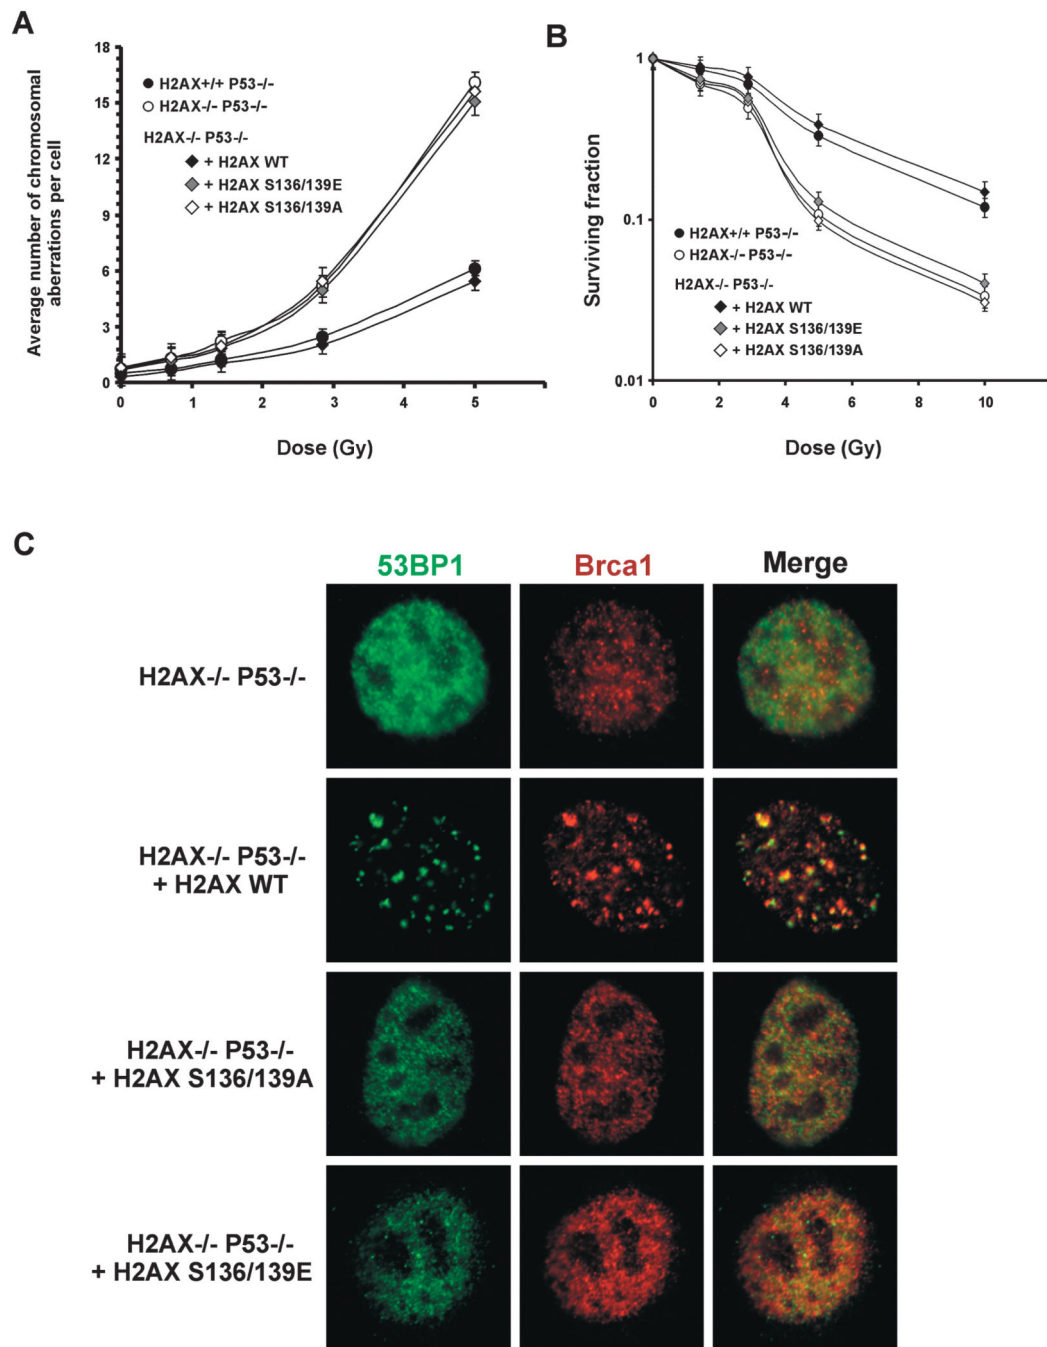 A
18
15
12
9
6
3
0
0 1 2 3 4 5
Average number of chromosomal
aberrations per cell
Dose (Gy)
H2AX+/+ P53-/-
H2AX-/- P53-/-
H2AX-/- P53-/-
+ H2AX WT
+ H2AX S136/139E
+ H2AX S136/139A
B
1
0.1
0.01
0 2 4 6 8 10
Surviving fraction
Dose (Gy)
H2AX+/+ P53-/-
H2AX-/- P53-/-
H2AX-/- P53-/-
+ H2AX WT
+ H2AX S136/139E
+ H2AX S136/139A
C
53BP1 Brca1 Merge
H2AX-/- P53-/-
H2AX-/- P53-/-
+ H2AX WT
H2AX-/- P53-/-
+ H2AX S136/139A
H2AX-/- P53-/-
+ H2AX S136/139E